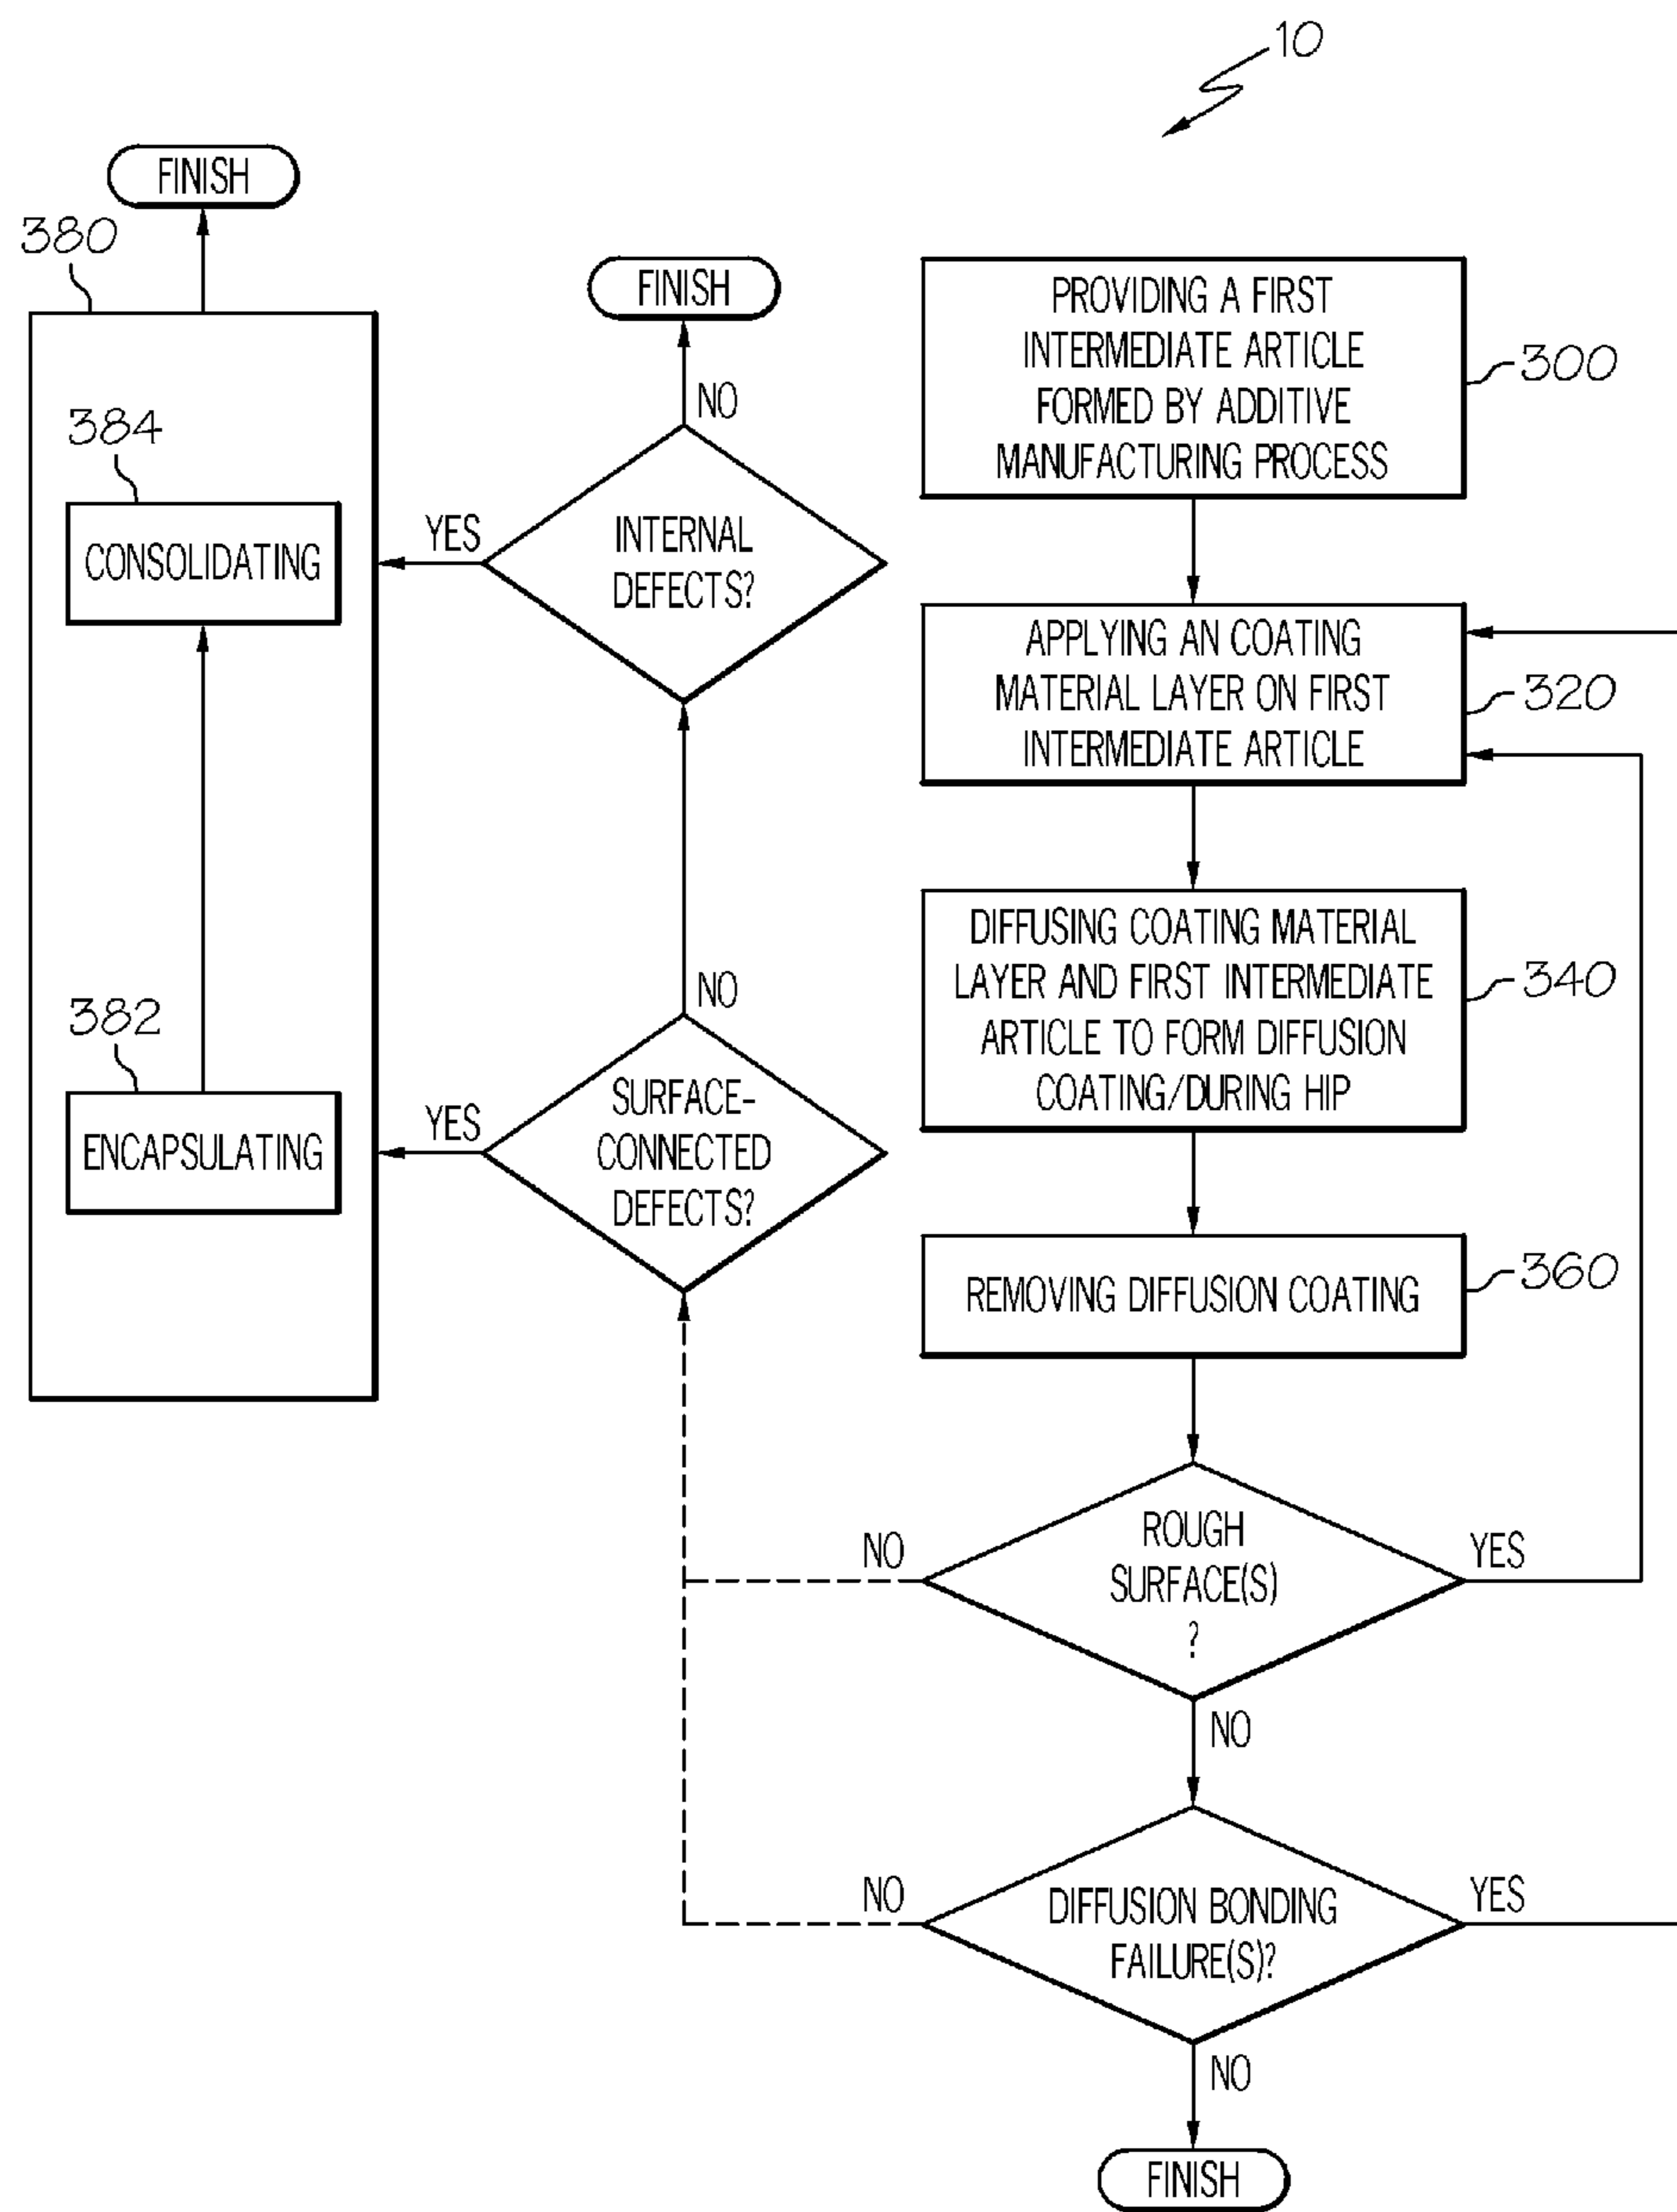 10
FINISH
380
FINISH
PROVIDING A FIRST
INTERMEDIATE ARTICLE
FORMED BY ADDITIVE
MANUFACTURING PROCESS
300
NO
384
CONSOLIDATING
YES
INTERNAL
DEFECTS?
APPLYING AN COATING
MATERIAL LAYER ON FIRST
INTERMEDIATE ARTICLE
320
DIFFUSING COATING MATERIAL
LAYER AND FIRST INTERMEDIATE
ARTICLE TO FORM DIFFUSION
COATING/DURING HIP
340
NO
382
ENCAPSULATING
YES
SURFACE-
CONNECTED
DEFECTS?
REMOVING DIFFUSION COATING
360
NO
ROUGH
SURFACE(S)
?
YES
NO
NO
DIFFUSION BONDING
FAILURE(S)?
YES
NO
FINISH